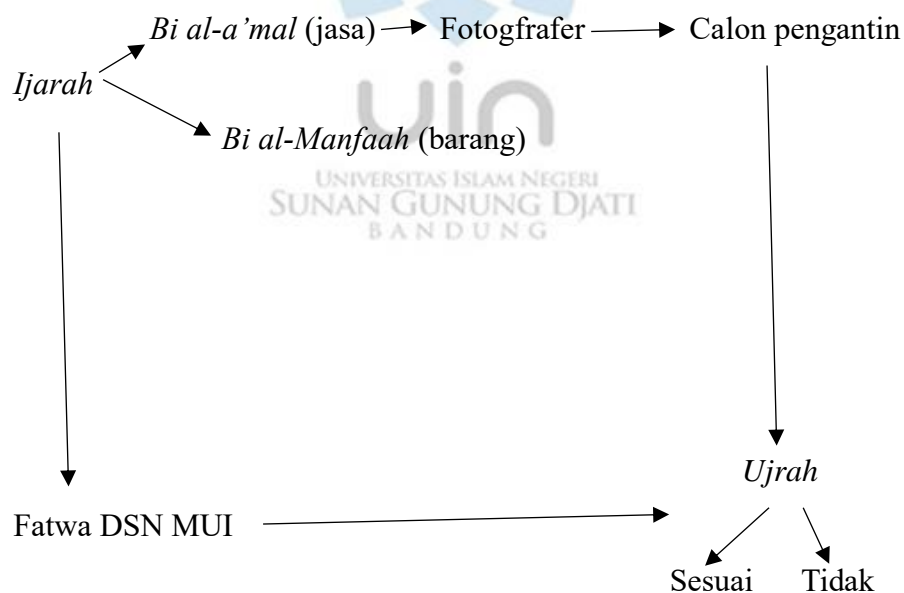 Bi al-a’mal (jasa) Fotogfrafer Calon pengantin
Ijarah
Bi al-Manfaah (barang)
uin
UNIVERSITAS ISLAM NEGERI
SUNAN GUNUNG DJATI
BANDUNG
Ujrah
Fatwa DSN MUI
Sesuai Tidak